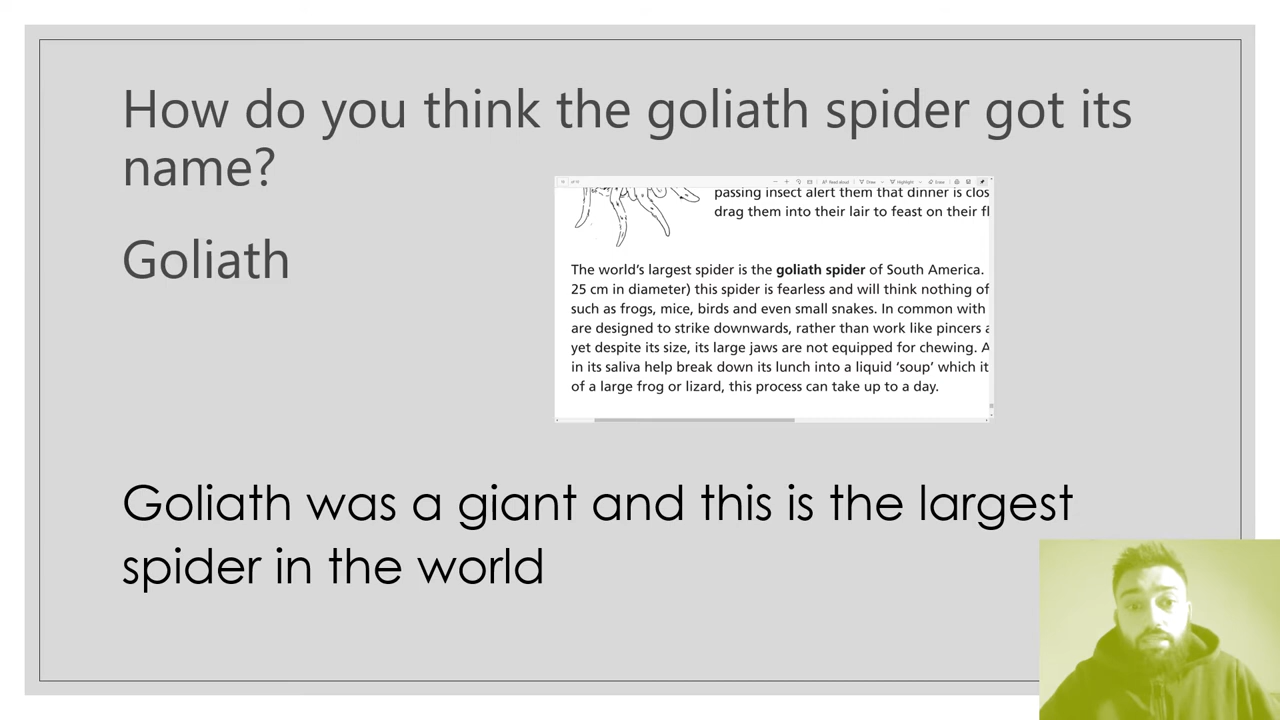 How do you think the goliath spider got its
name?
Goliath
Read aloud
Draw
Highlight
Erase
passing insect alert them that dinner is clos
drag them into their lair to feast on their fl
The world's largest spider is the goliath spider of South America.
25 cm in diameter) this spider is fearless and will think nothing of
such as frogs, mice, birds and even small snakes. In common with
are designed to strike downwards, rather than work like pincers a
yet despite its size, its large jaws are not equipped for chewing. A
in its saliva help break down its lunch into a liquid ‘soup’ which it
of a large frog or lizard, this process can take up to a day.
Goliath was a giant and this is the largest
spider in the world